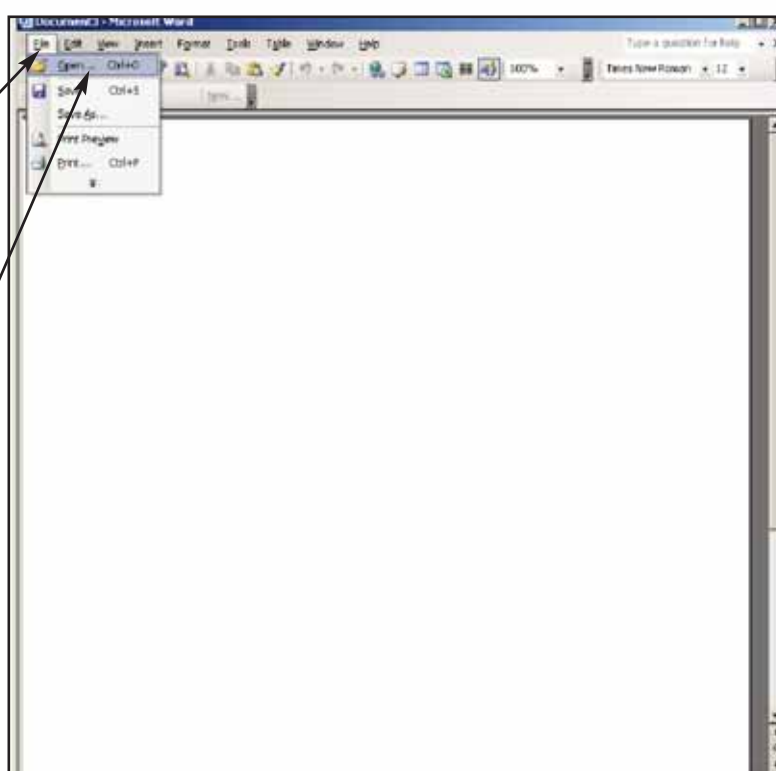 Document3 - Microsoft Word
File Edit View Insert Format Tools Table Window Help Type a question for help
Open... Ctrl+O 100% Times New Roman 12
Save Ctrl+S
Save As...
Print Preview
Print... Ctrl+P